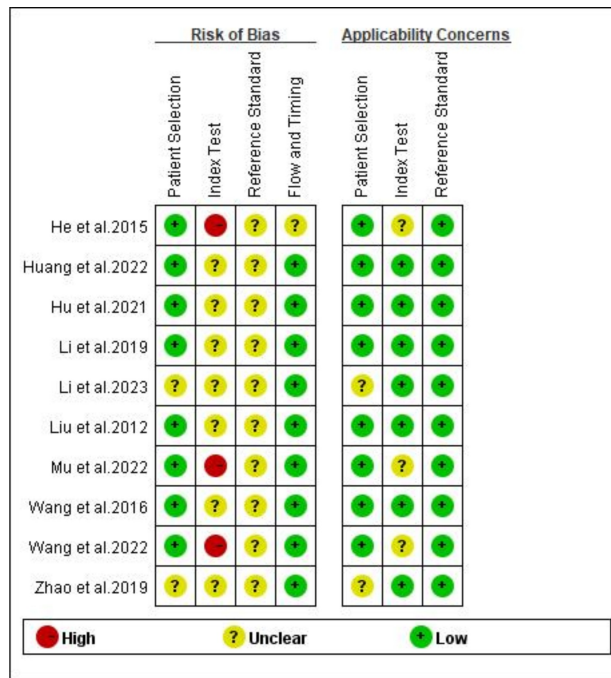 Risk of Bias Applicability Concerns
Patient Selection Index Test Reference Standard Flow and Timing Patient Selection Index Test Reference Standard
He et al.2015 + - ? ? + ? +
Huang et al.2022 + ? ? + + + +
Hu et al.2021 + ? ? + + + +
Li et al.2019 + ? ? + + + +
Li et al.2023 ? ? ? + ? + +
Liu et al.2012 + ? ? + + + +
Mu et al.2022 + - ? + + ? +
Wang et al.2016 + ? ? + + + +
Wang et al.2022 + - ? + + ? +
Zhao et al.2019 ? ? ? + ? + +
- High ? Unclear + Low